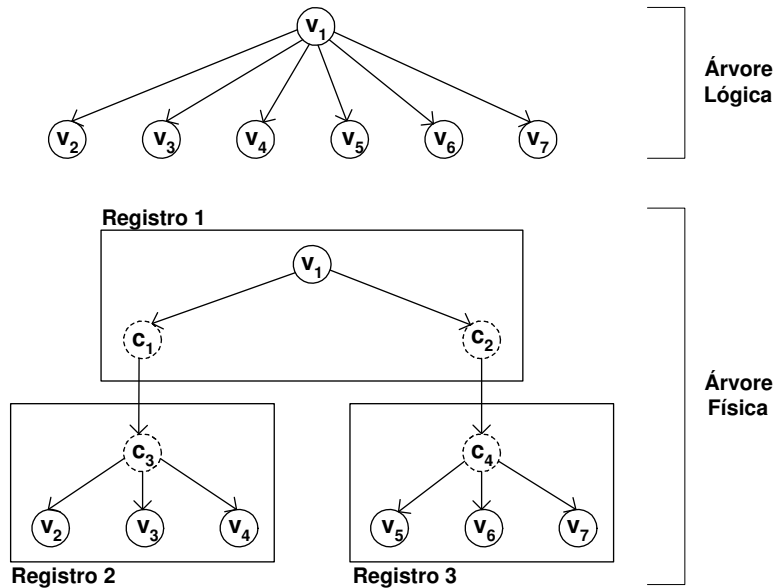 v1
Árvore
Lógica
v2 v3 v4 v5 v6 v7
Registro 1
v1
c1 c2
Árvore
Física
c3 c4
v2 v3 v4 v5 v6 v7
Registro 2 Registro 3